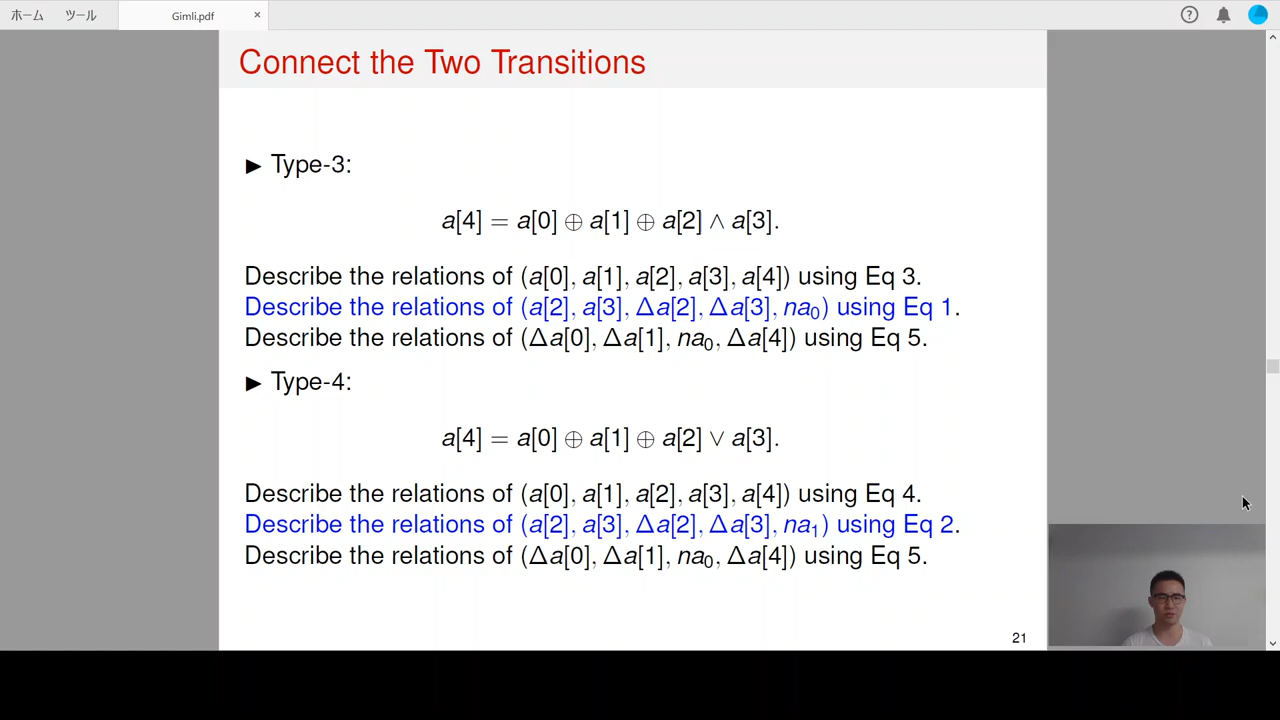 ホーム ツール Gimli.pdf × ?
Connect the Two Transitions
▶ Type-3:
a[4] = a[0] ⊕ a[1] ⊕ a[2] ∧ a[3].
Describe the relations of (a[0], a[1], a[2], a[3], a[4]) using Eq 3.
Describe the relations of (a[2], a[3], Δa[2], Δa[3], na₀) using Eq 1.
Describe the relations of (Δa[0], Δa[1], na₀, Δa[4]) using Eq 5.
▶ Type-4:
a[4] = a[0] ⊕ a[1] ⊕ a[2] ∨ a[3].
Describe the relations of (a[0], a[1], a[2], a[3], a[4]) using Eq 4.
Describe the relations of (a[2], a[3], Δa[2], Δa[3], na₁) using Eq 2.
Describe the relations of (Δa[0], Δa[1], na₀, Δa[4]) using Eq 5.
21